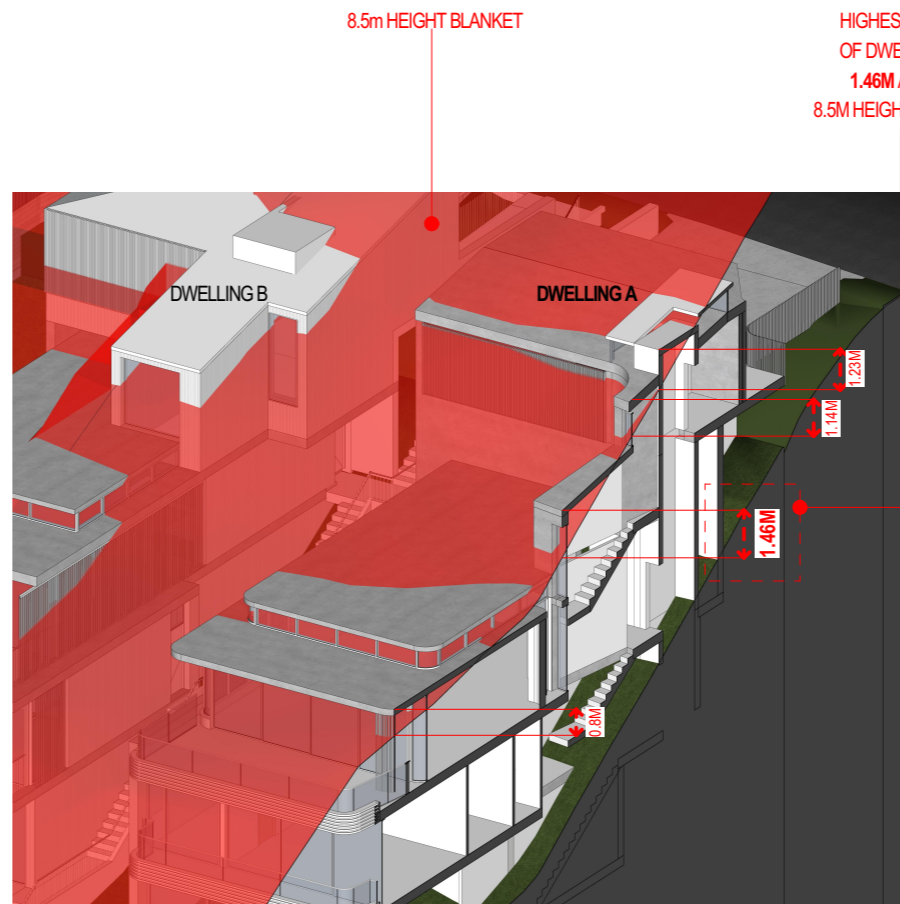 8.5m HEIGHT BLANKET
HIGHES
OF DWE
1.46M
8.5M HEIGH
DWELLING B
DWELLING A
1.23M
1.14M
1.46M
0.8M